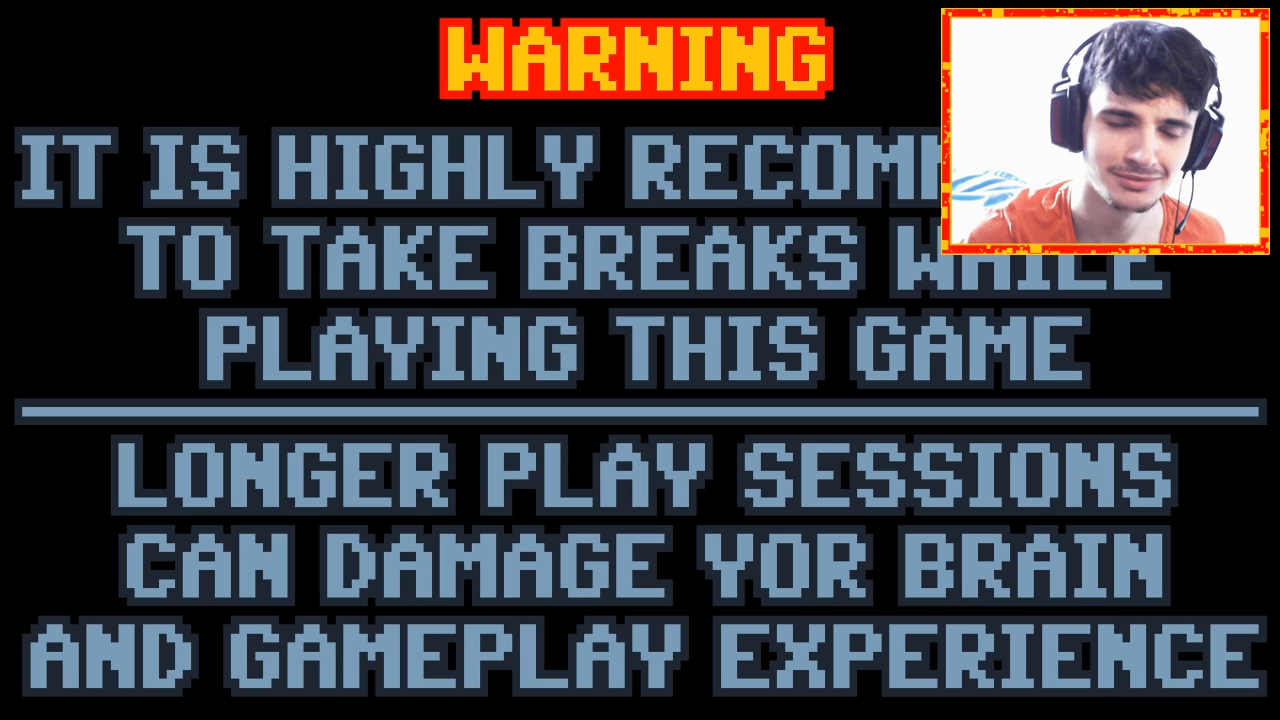 WARNING
IT IS HIGHLY
TO TAKE BREAKS WHILE
PLAYING THIS GAME
LONGER PLAY SESSIONS
CAN DAMAGE YOR BRAIN
AND GAMEPLAY EXPERIENCE